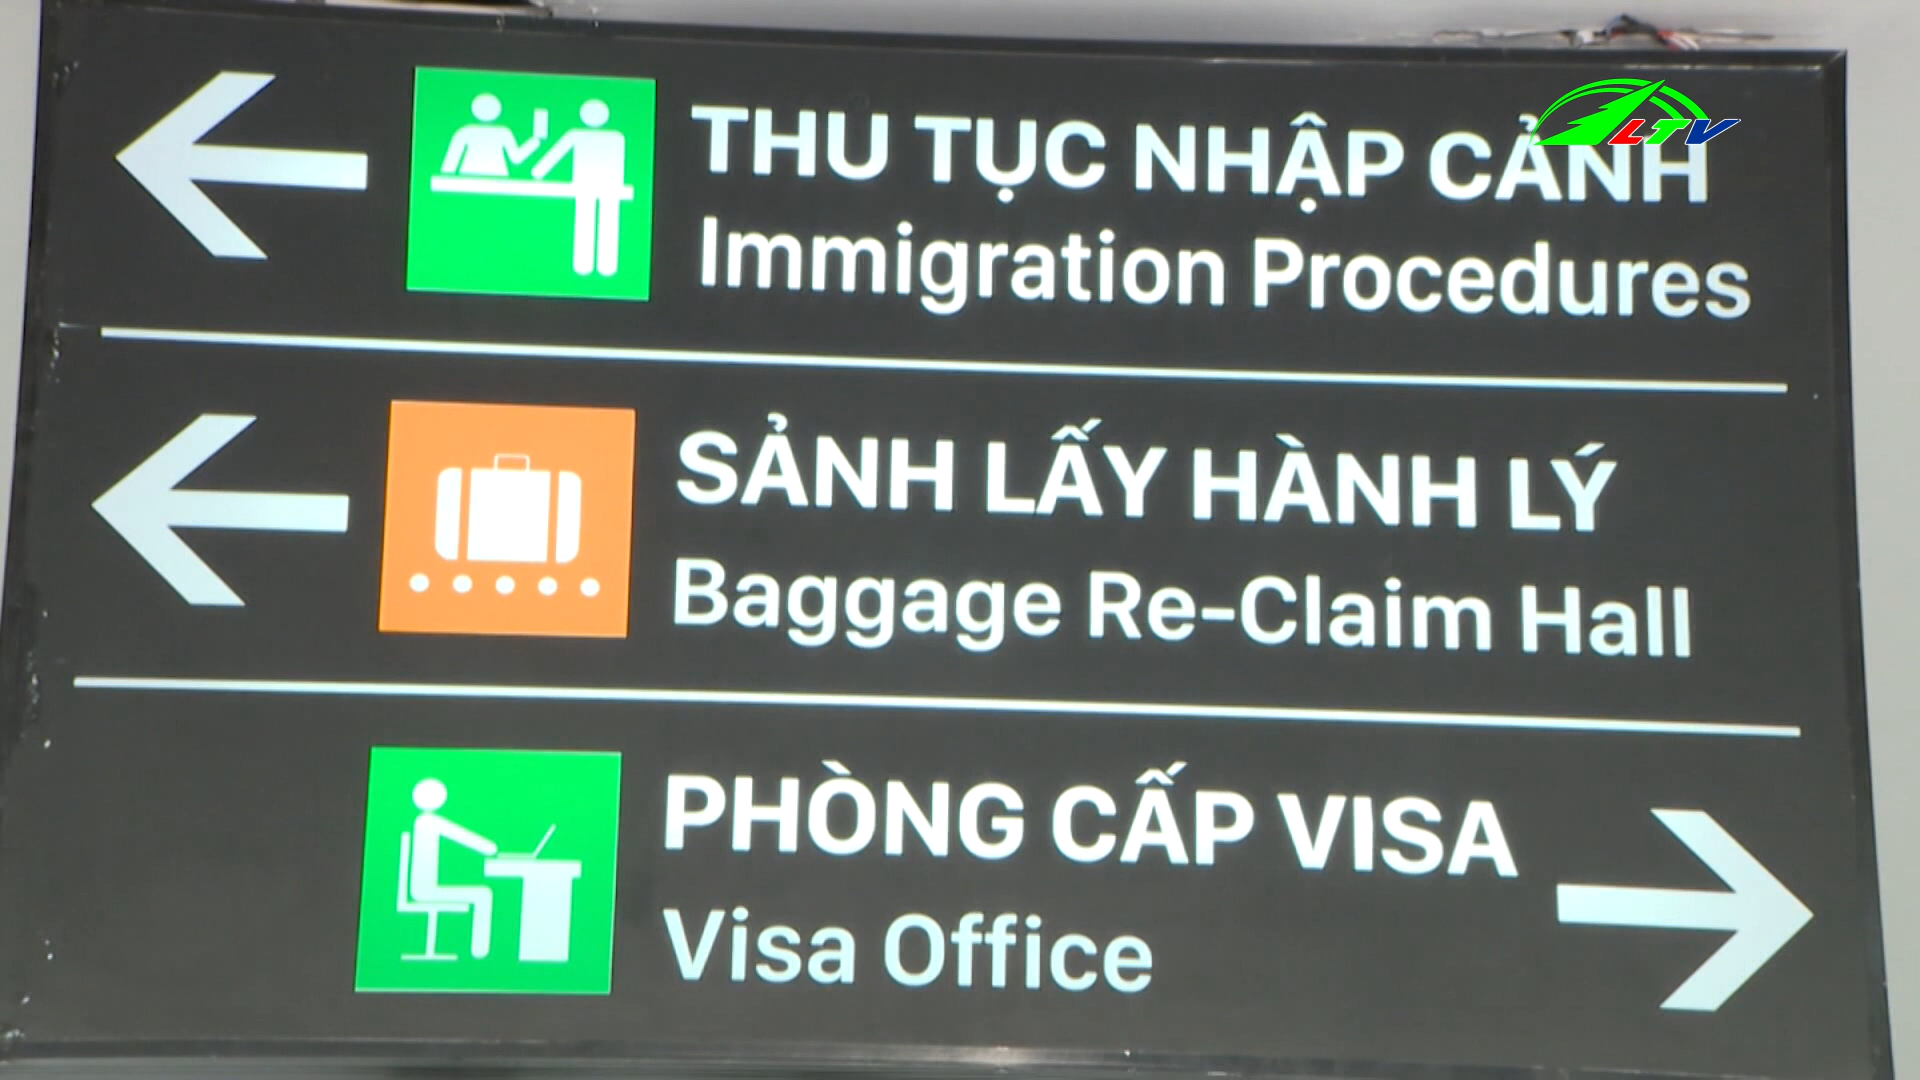 THU TỤC NHẬP CẢNH
LTV
Immigration Procedures
SẢNH LẤY HÀNH LÝ
Baggage Re-Claim Hall
PHÒNG CẤP VISA
Visa Office